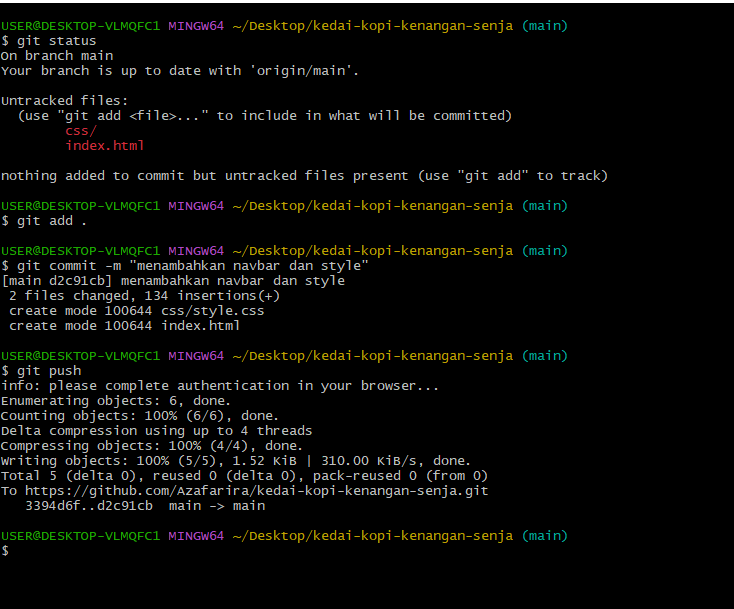 USER@DESKTOP-VLMQFC1 MINGW64 ~/Desktop/kedai-kopi-kenangan-senja (main)
$ git status
On branch main
Your branch is up to date with 'origin/main'.
Untracked files:
  (use "git add <file>..." to include in what will be committed)
        css/
        index.html
nothing added to commit but untracked files present (use "git add" to track)
USER@DESKTOP-VLMQFC1 MINGW64 ~/Desktop/kedai-kopi-kenangan-senja (main)
$ git add .
USER@DESKTOP-VLMQFC1 MINGW64 ~/Desktop/kedai-kopi-kenangan-senja (main)
$ git commit -m "menambahkan navbar dan style"
[main d2c91cb] menambahkan navbar dan style
 2 files changed, 134 insertions(+)
 create mode 100644 css/style.css
 create mode 100644 index.html
USER@DESKTOP-VLMQFC1 MINGW64 ~/Desktop/kedai-kopi-kenangan-senja (main)
$ git push
info: please complete authentication in your browser...
Enumerating objects: 6, done.
Counting objects: 100% (6/6), done.
Delta compression using up to 4 threads
Compressing objects: 100% (4/4), done.
Writing objects: 100% (5/5), 1.52 KiB | 310.00 KiB/s, done.
Total 5 (delta 0), reused 0 (delta 0), pack-reused 0 (from 0)
To https://github.com/Azafarira/kedai-kopi-kenangan-senja.git
   3394d6f..d2c91cb  main -> main
USER@DESKTOP-VLMQFC1 MINGW64 ~/Desktop/kedai-kopi-kenangan-senja (main)
$